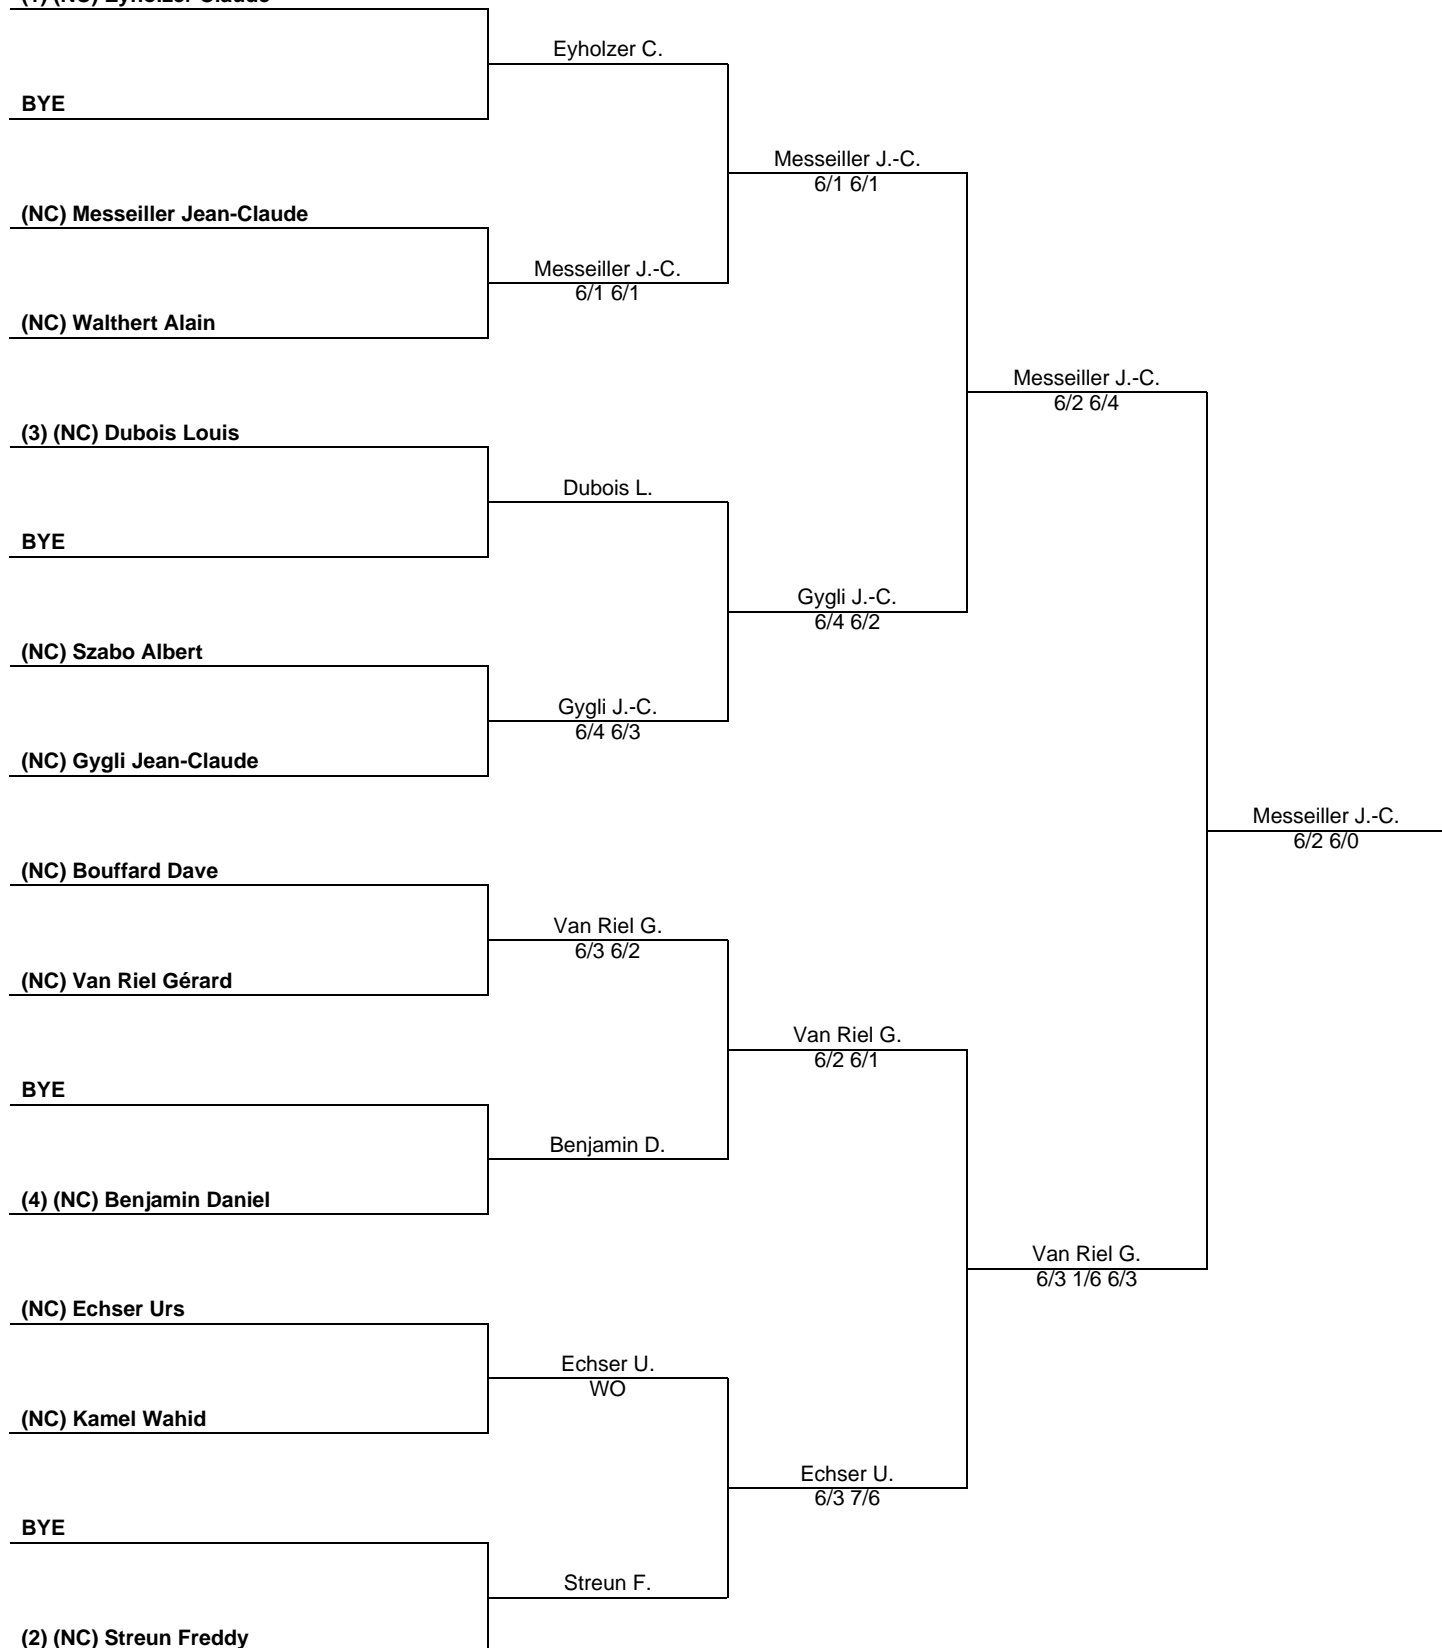 Eyholzer C.
BYE
Messeiller J.-C.
6/1 6/1
(NC) Messeiller Jean-Claude
Messeiller J.-C.
6/1 6/1
(NC) Walthert Alain
Messeiller J.-C.
6/2 6/4
(3) (NC) Dubois Louis
Dubois L.
BYE
Gygli J.-C.
6/4 6/2
(NC) Szabo Albert
Gygli J.-C.
6/4 6/3
(NC) Gygli Jean-Claude
Messeiller J.-C.
6/2 6/0
(NC) Bouffard Dave
Van Riel G.
6/3 6/2
(NC) Van Riel Gérard
Van Riel G.
6/2 6/1
BYE
Benjamin D.
(4) (NC) Benjamin Daniel
Van Riel G.
6/3 1/6 6/3
(NC) Echser Urs
Echser U.
WO
(NC) Kamel Wahid
Echser U.
6/3 7/6
BYE
Streun F.
(2) (NC) Streun Freddy